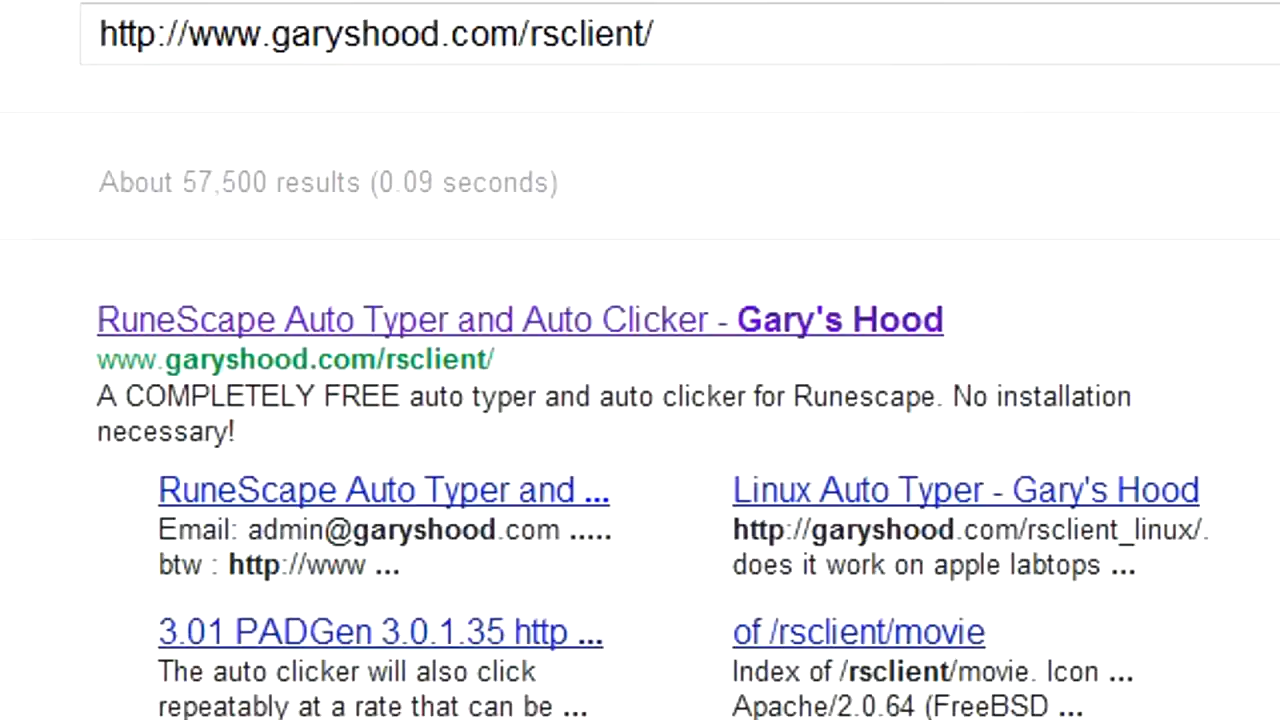 http://www.garyshood.com/rsclient/
About 57,500 results (0.09 seconds)
RuneScape Auto Typer and Auto Clicker - Gary's Hood
www.garyshood.com/rsclient/
A COMPLETELY FREE auto typer and auto clicker for Runescape. No installation
necessary!
RuneScape Auto Typer and ...
Email: admin@garyshood.com .....
btw : http://www ...
Linux Auto Typer - Gary's Hood
http://garyshood.com/rsclient_linux/.
does it work on apple labtops ...
3.01 PADGen 3.0.1.35 http ...
The auto clicker will also click
repeatedly at a rate that can be ...
of /rsclient/movie
Index of /rsclient/movie. Icon ...
Apache/2.0.64 (FreeBSD ...